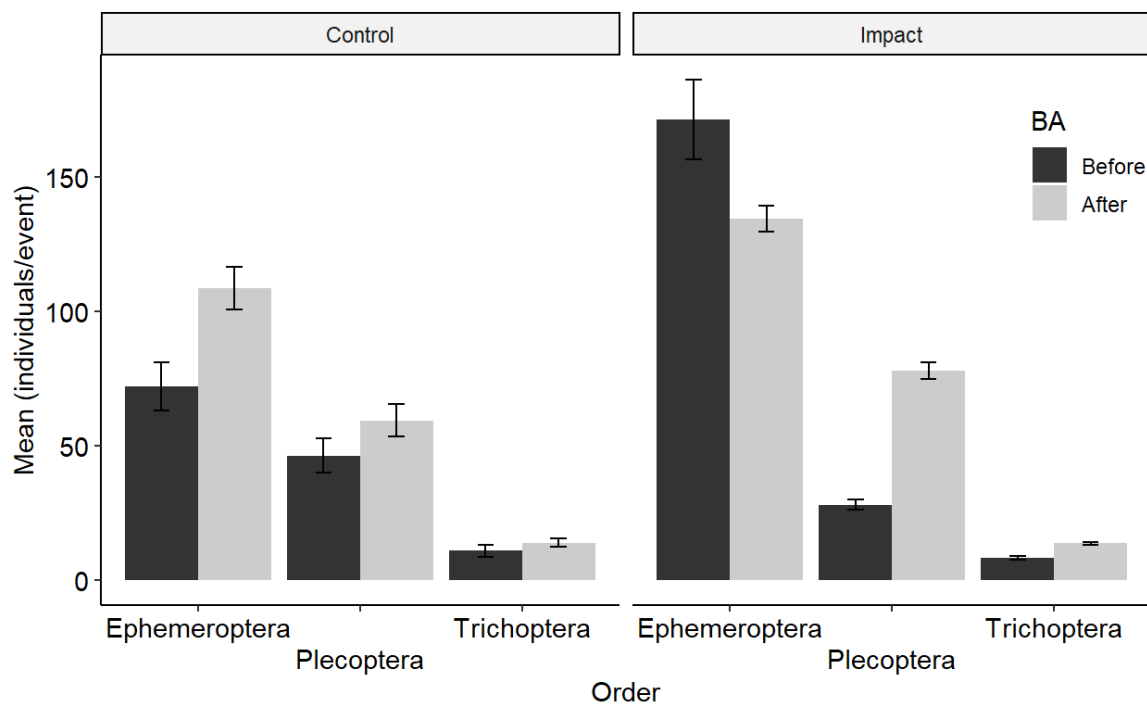 Control
Impact
BA
Before
After
Mean (individuals/event)
150
100
50
0
Ephemeroptera
Plecoptera
Trichoptera
Ephemeroptera
Plecoptera
Trichoptera
Order